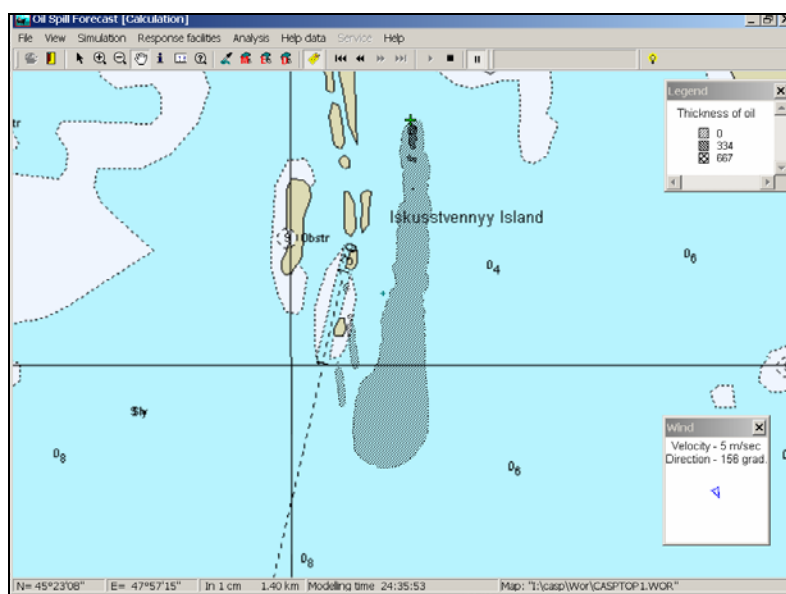 Oil Spill Forecast [Calculation]
File View Simulation Response facilities Analysis Help data Service Help
Legend
Thickness of oil
0
334
667
tr
Iskusstvennyy Island
9 Obstr
0₄
0₆
Sly
0₈
0₆
0₈
Wind
Velocity - 5 m/sec
Direction - 156 grad.
N= 45°23'08" E= 47°57'15" In 1 cm 1.40 km Modeling time 24:35:53 Map: "I:\casp\Wor\CASPTOP1.WOR"